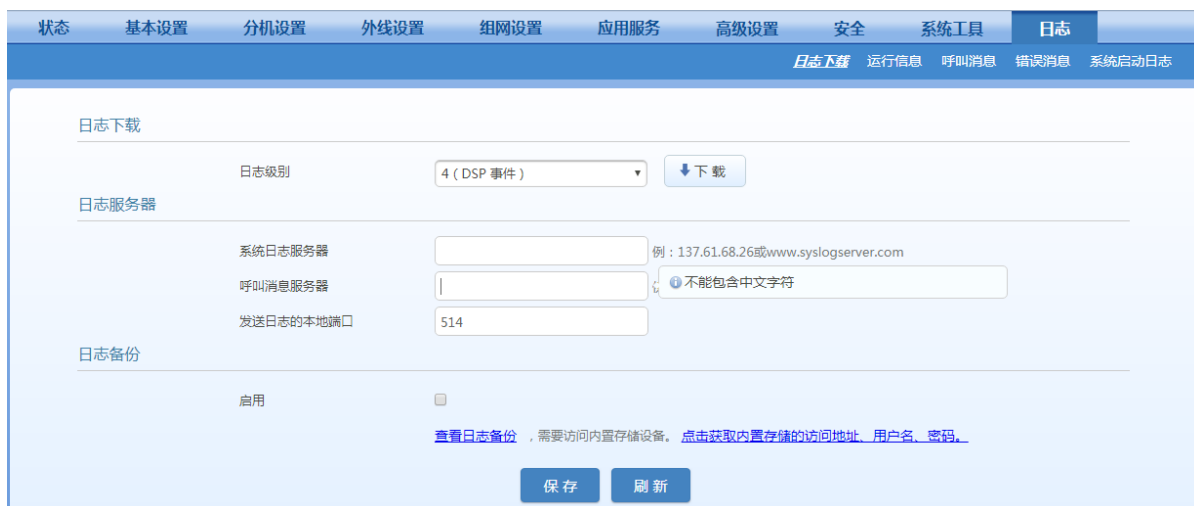 状态 基本设置 分机设置 外线设置 组网设置 应用服务 高级设置 安全 系统工具 日志
日志下载 运行信息 呼叫消息 错误消息 系统启动日志
日志下载
日志级别 4 ( DSP 事件 ) 下 载
日志服务器
系统日志服务器 例：137.61.68.26或www.syslogserver.com
呼叫消息服务器 不能包含中文字符
发送日志的本地端口 514
日志备份
启用
查看日志备份 ，需要访问内置存储设备。 点击获取内置存储的访问地址、用户名、密码。
保 存 刷 新